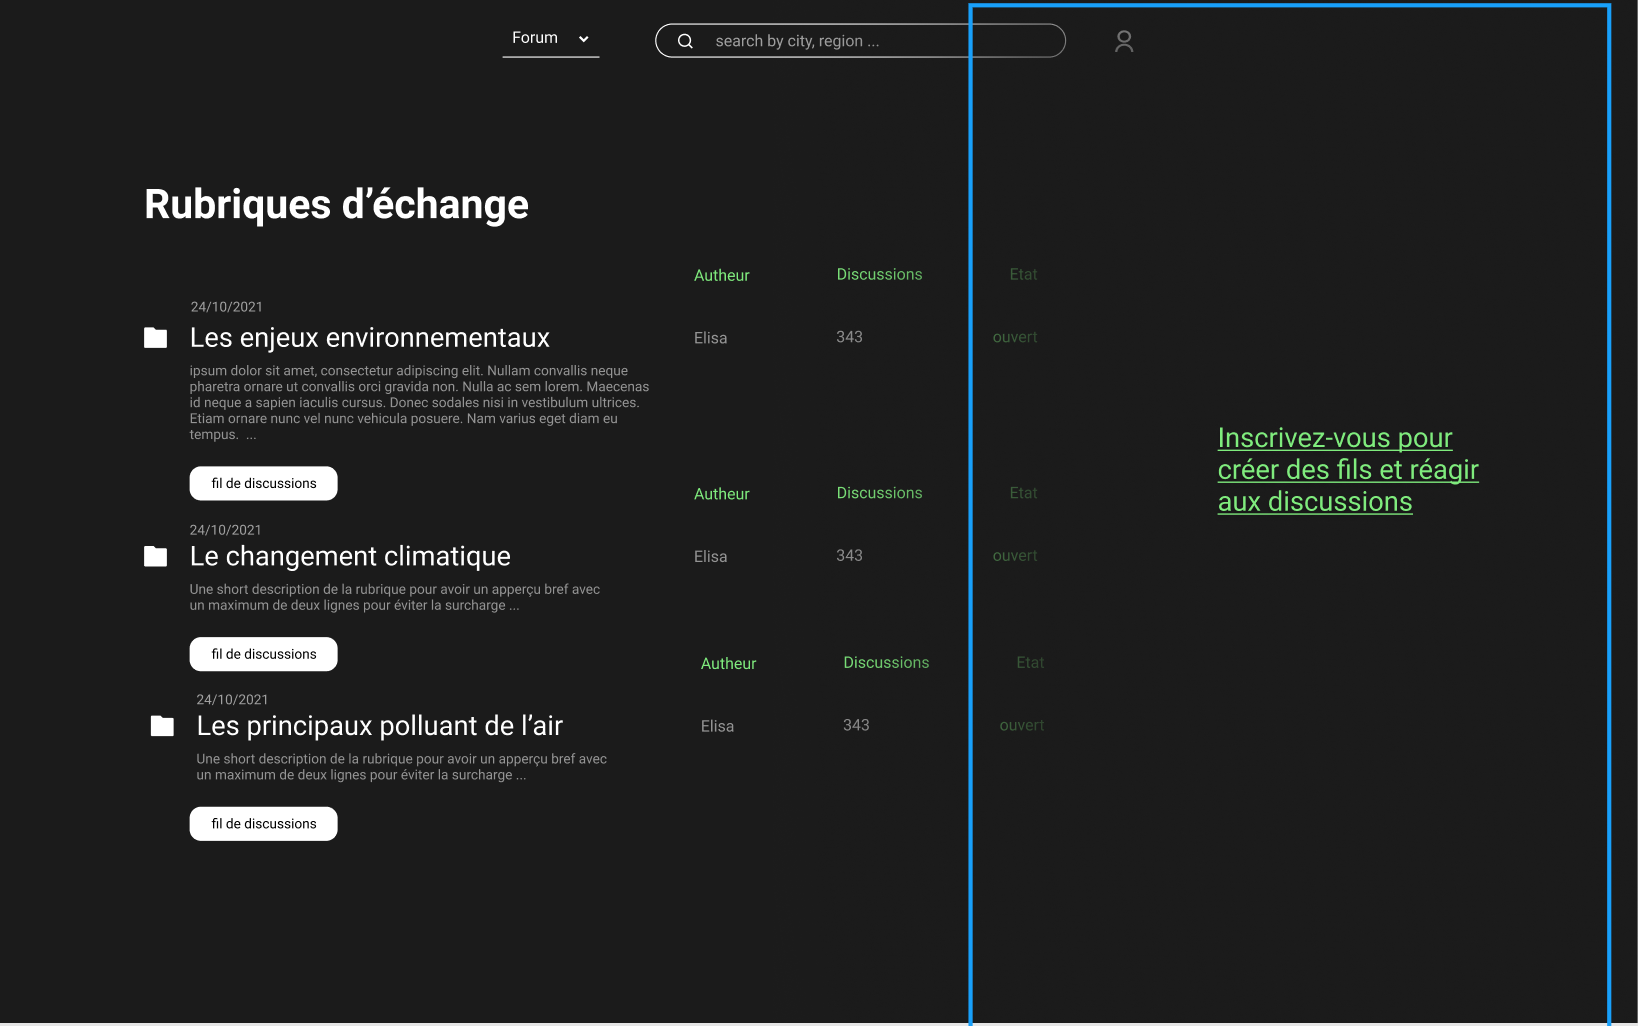 Forum
search by city, region ...
Rubriques d’échange
Autheur Discussions Etat
24/10/2021
Les enjeux environnementaux
Elisa 343 ouvert
ipsum dolor sit amet, consectetur adipiscing elit. Nullam convallis neque
pharetra ornare ut convallis orci gravida non. Nulla ac sem lorem. Maecenas
id neque a sapien iaculis cursus. Donec sodales nisi in vestibulum ultrices.
Etiam ornare nunc vel nunc vehicula posuere. Nam varius eget diam eu
tempus. ...
fil de discussions
Autheur Discussions Etat
24/10/2021
Le changement climatique
Elisa 343 ouvert
Une short description de la rubrique pour avoir un apperçu bref avec
un maximum de deux lignes pour éviter la surcharge ...
fil de discussions
Autheur Discussions Etat
24/10/2021
Les principaux polluant de l’air
Elisa 343 ouvert
Une short description de la rubrique pour avoir un apperçu bref avec
un maximum de deux lignes pour éviter la surcharge ...
fil de discussions
Inscrivez-vous pour
créer des fils et réagir
aux discussions